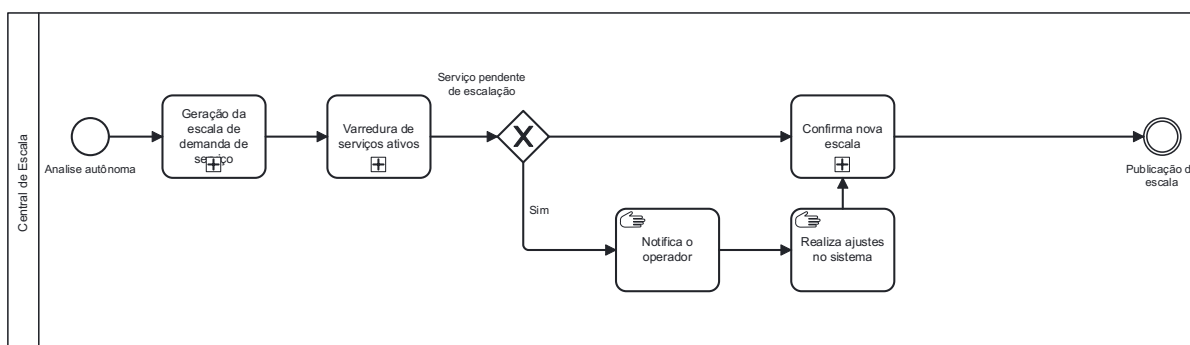 Central de Escala
Analise autônoma
Geração da
escala de
demanda de
serviço
Varredura de
serviços ativos
Serviço pendente
de escalação
Sim
Notifica o
operador
Realiza ajustes
no sistema
Confirma nova
escala
Publicação d
escala